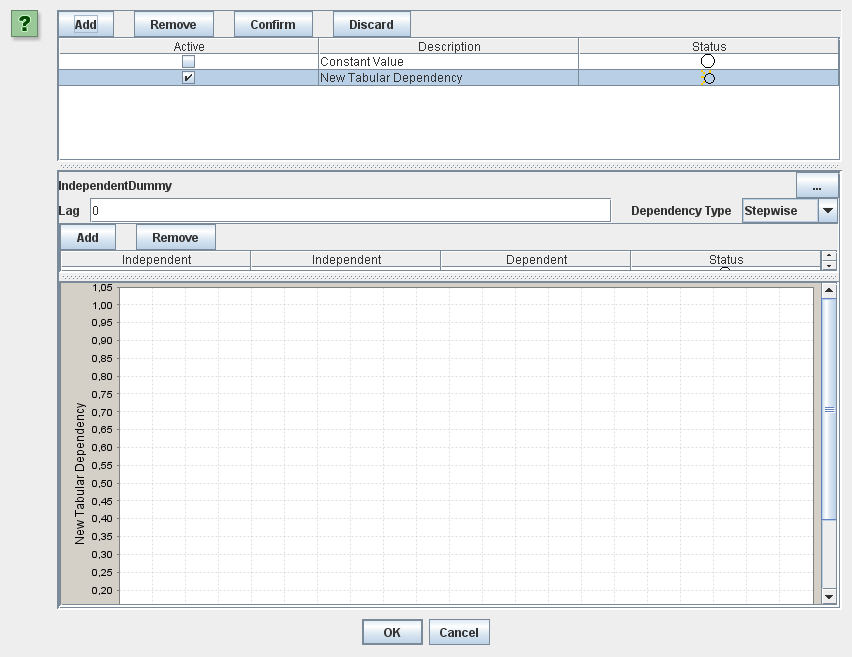 ?
Add Remove Confirm Discard
Active Description Status
Constant Value
New Tabular Dependency
IndependentDummy ...
Lag 0 Dependency Type Stepwise
Add Remove
Independent Independent Dependent Status
1,05
1,00
0,95
0,90
0,85
0,80
0,75
0,70
0,65
0,60
0,55
0,50
0,45
0,40
0,35
0,30
0,25
0,20
New Tabular Dependency
OK Cancel